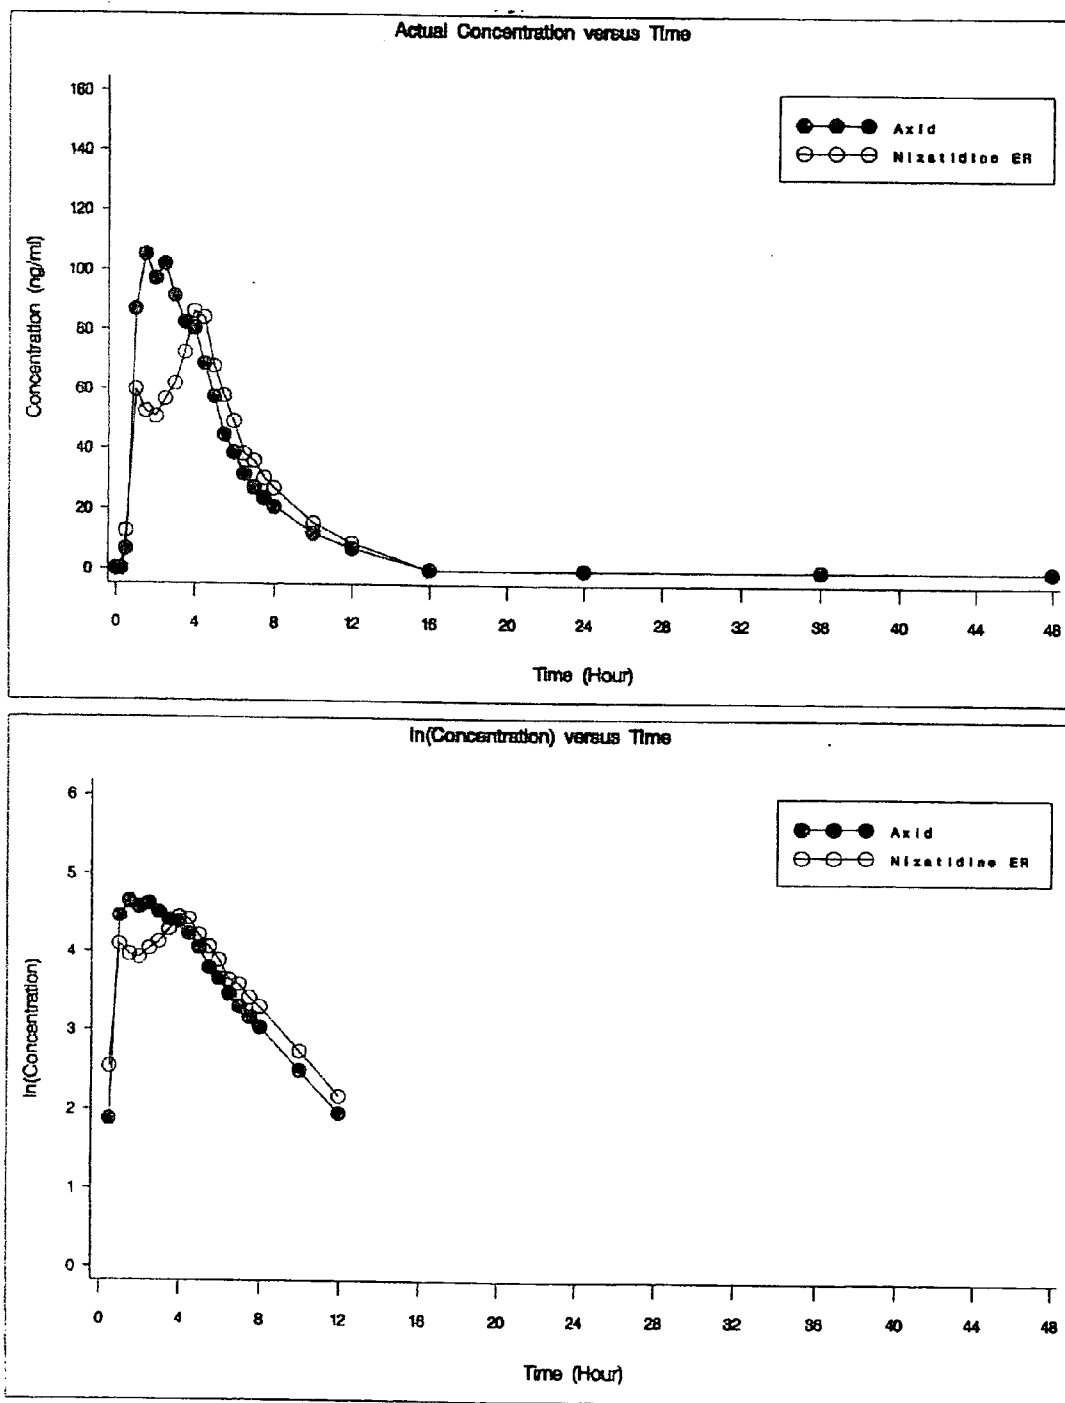 Actual Concentration versus Time
160
140
120
100
80
60
40
20
0
Concentration (ng/ml)
Axid
Nizatidine ER
0 4 8 12 16 20 24 28 32 36 40 44 48
Time (Hour)
ln(Concentration) versus Time
6
5
4
3
2
1
0
ln(Concentration)
Axid
Nizatidine ER
0 4 8 12 16 20 24 28 32 36 40 44 48
Time (Hour)